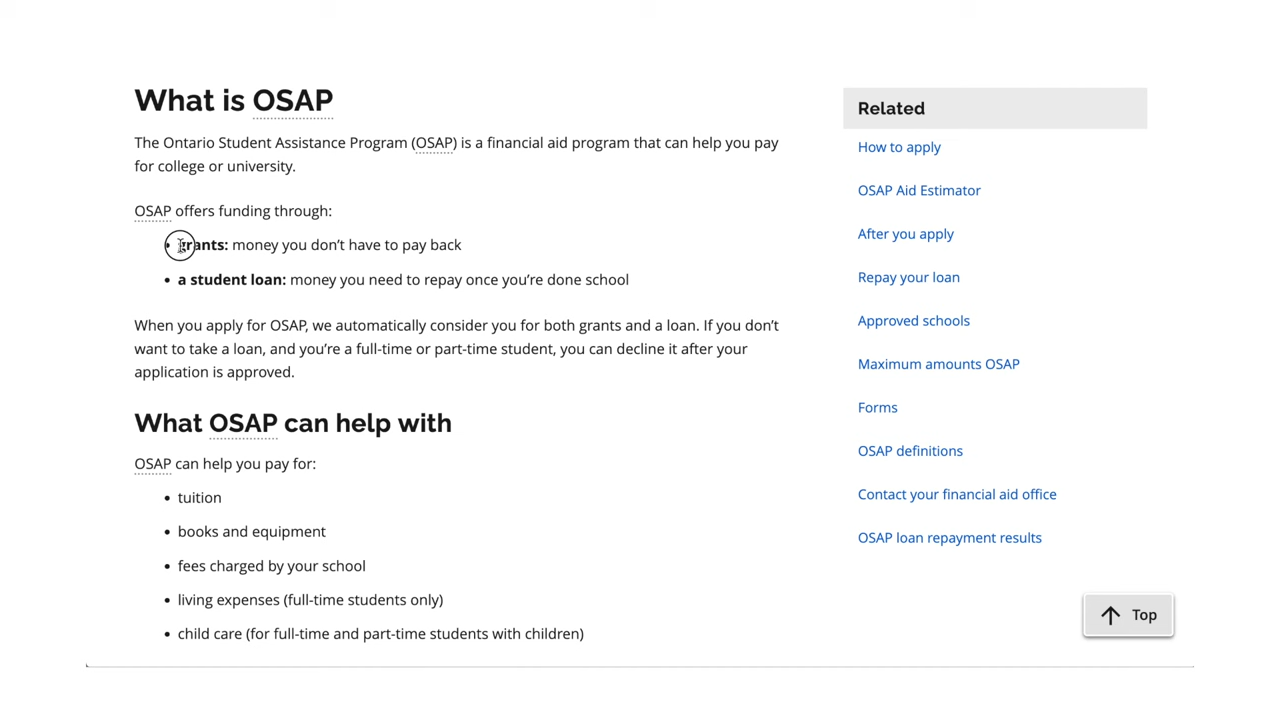 What is OSAP
The Ontario Student Assistance Program (OSAP) is a financial aid program that can help you pay
for college or university.
OSAP offers funding through:
• grants: money you don’t have to pay back
• a student loan: money you need to repay once you’re done school
When you apply for OSAP, we automatically consider you for both grants and a loan. If you don’t
want to take a loan, and you’re a full-time or part-time student, you can decline it after your
application is approved.
What OSAP can help with
OSAP can help you pay for:
• tuition
• books and equipment
• fees charged by your school
• living expenses (full-time students only)
• child care (for full-time and part-time students with children)
Related
How to apply
OSAP Aid Estimator
After you apply
Repay your loan
Approved schools
Maximum amounts OSAP
Forms
OSAP definitions
Contact your financial aid office
OSAP loan repayment results
Top